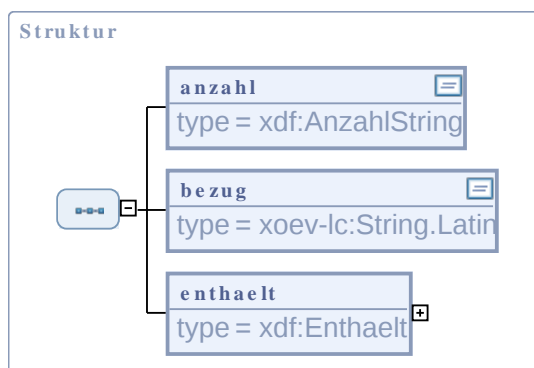 Struktur
anzahl
type = xdf:AnzahlString
bezug
type = xoev-lc:String.Latin
enthaelt
type = xdf:Enthaelt